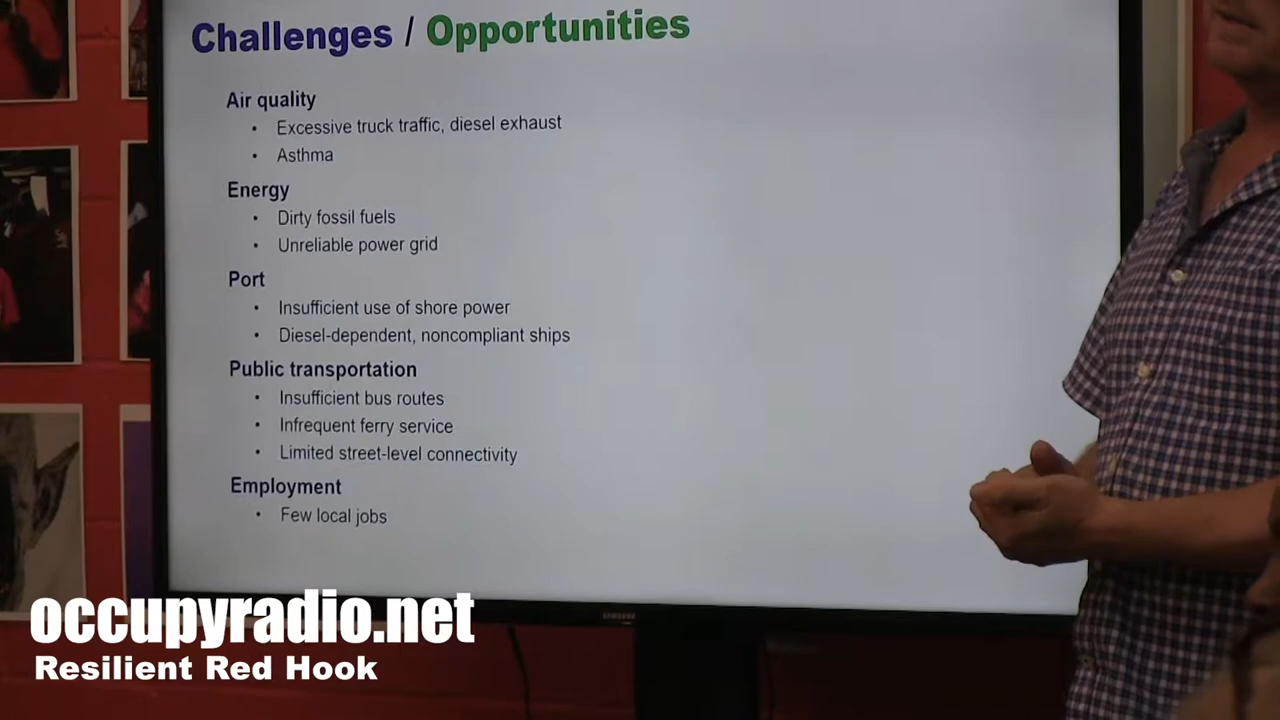 Challenges / Opportunities
Air quality
• Excessive truck traffic, diesel exhaust
• Asthma
Energy
• Dirty fossil fuels
• Unreliable power grid
Port
• Insufficient use of shore power
• Diesel-dependent, noncompliant ships
Public transportation
• Insufficient bus routes
• Infrequent ferry service
• Limited street-level connectivity
Employment
• Few local jobs
SAMSUNG
occupyradio.net
Resilient Red Hook